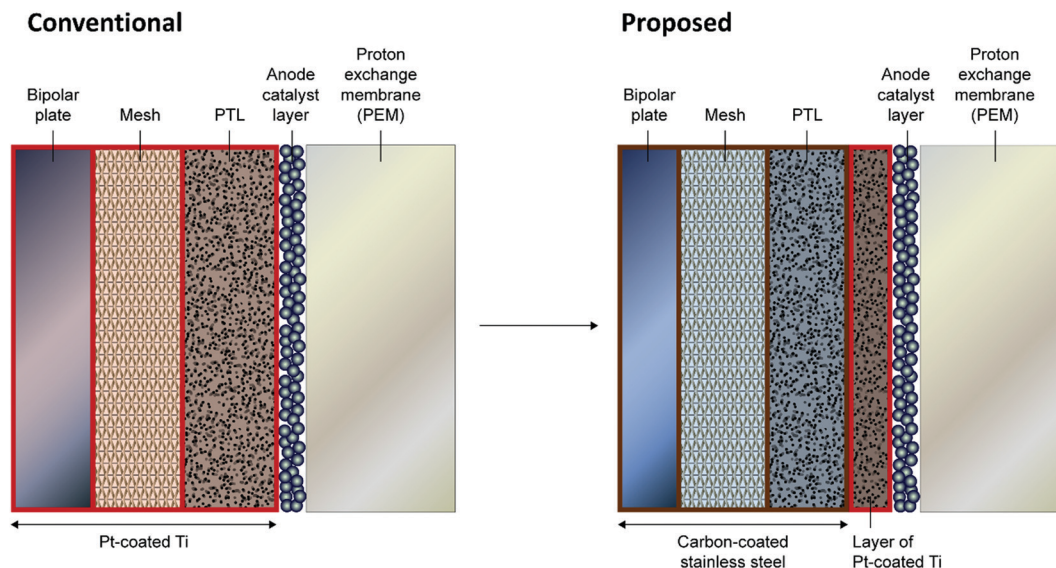 Conventional
Bipolar
plate
Mesh
PTL
Anode
catalyst
layer
Proton
exchange
membrane
(PEM)
Pt-coated Ti
Proposed
Bipolar
plate
Mesh
PTL
Anode
catalyst
layer
Proton
exchange
membrane
(PEM)
Carbon-coated
stainless steel
Layer of
Pt-coated Ti